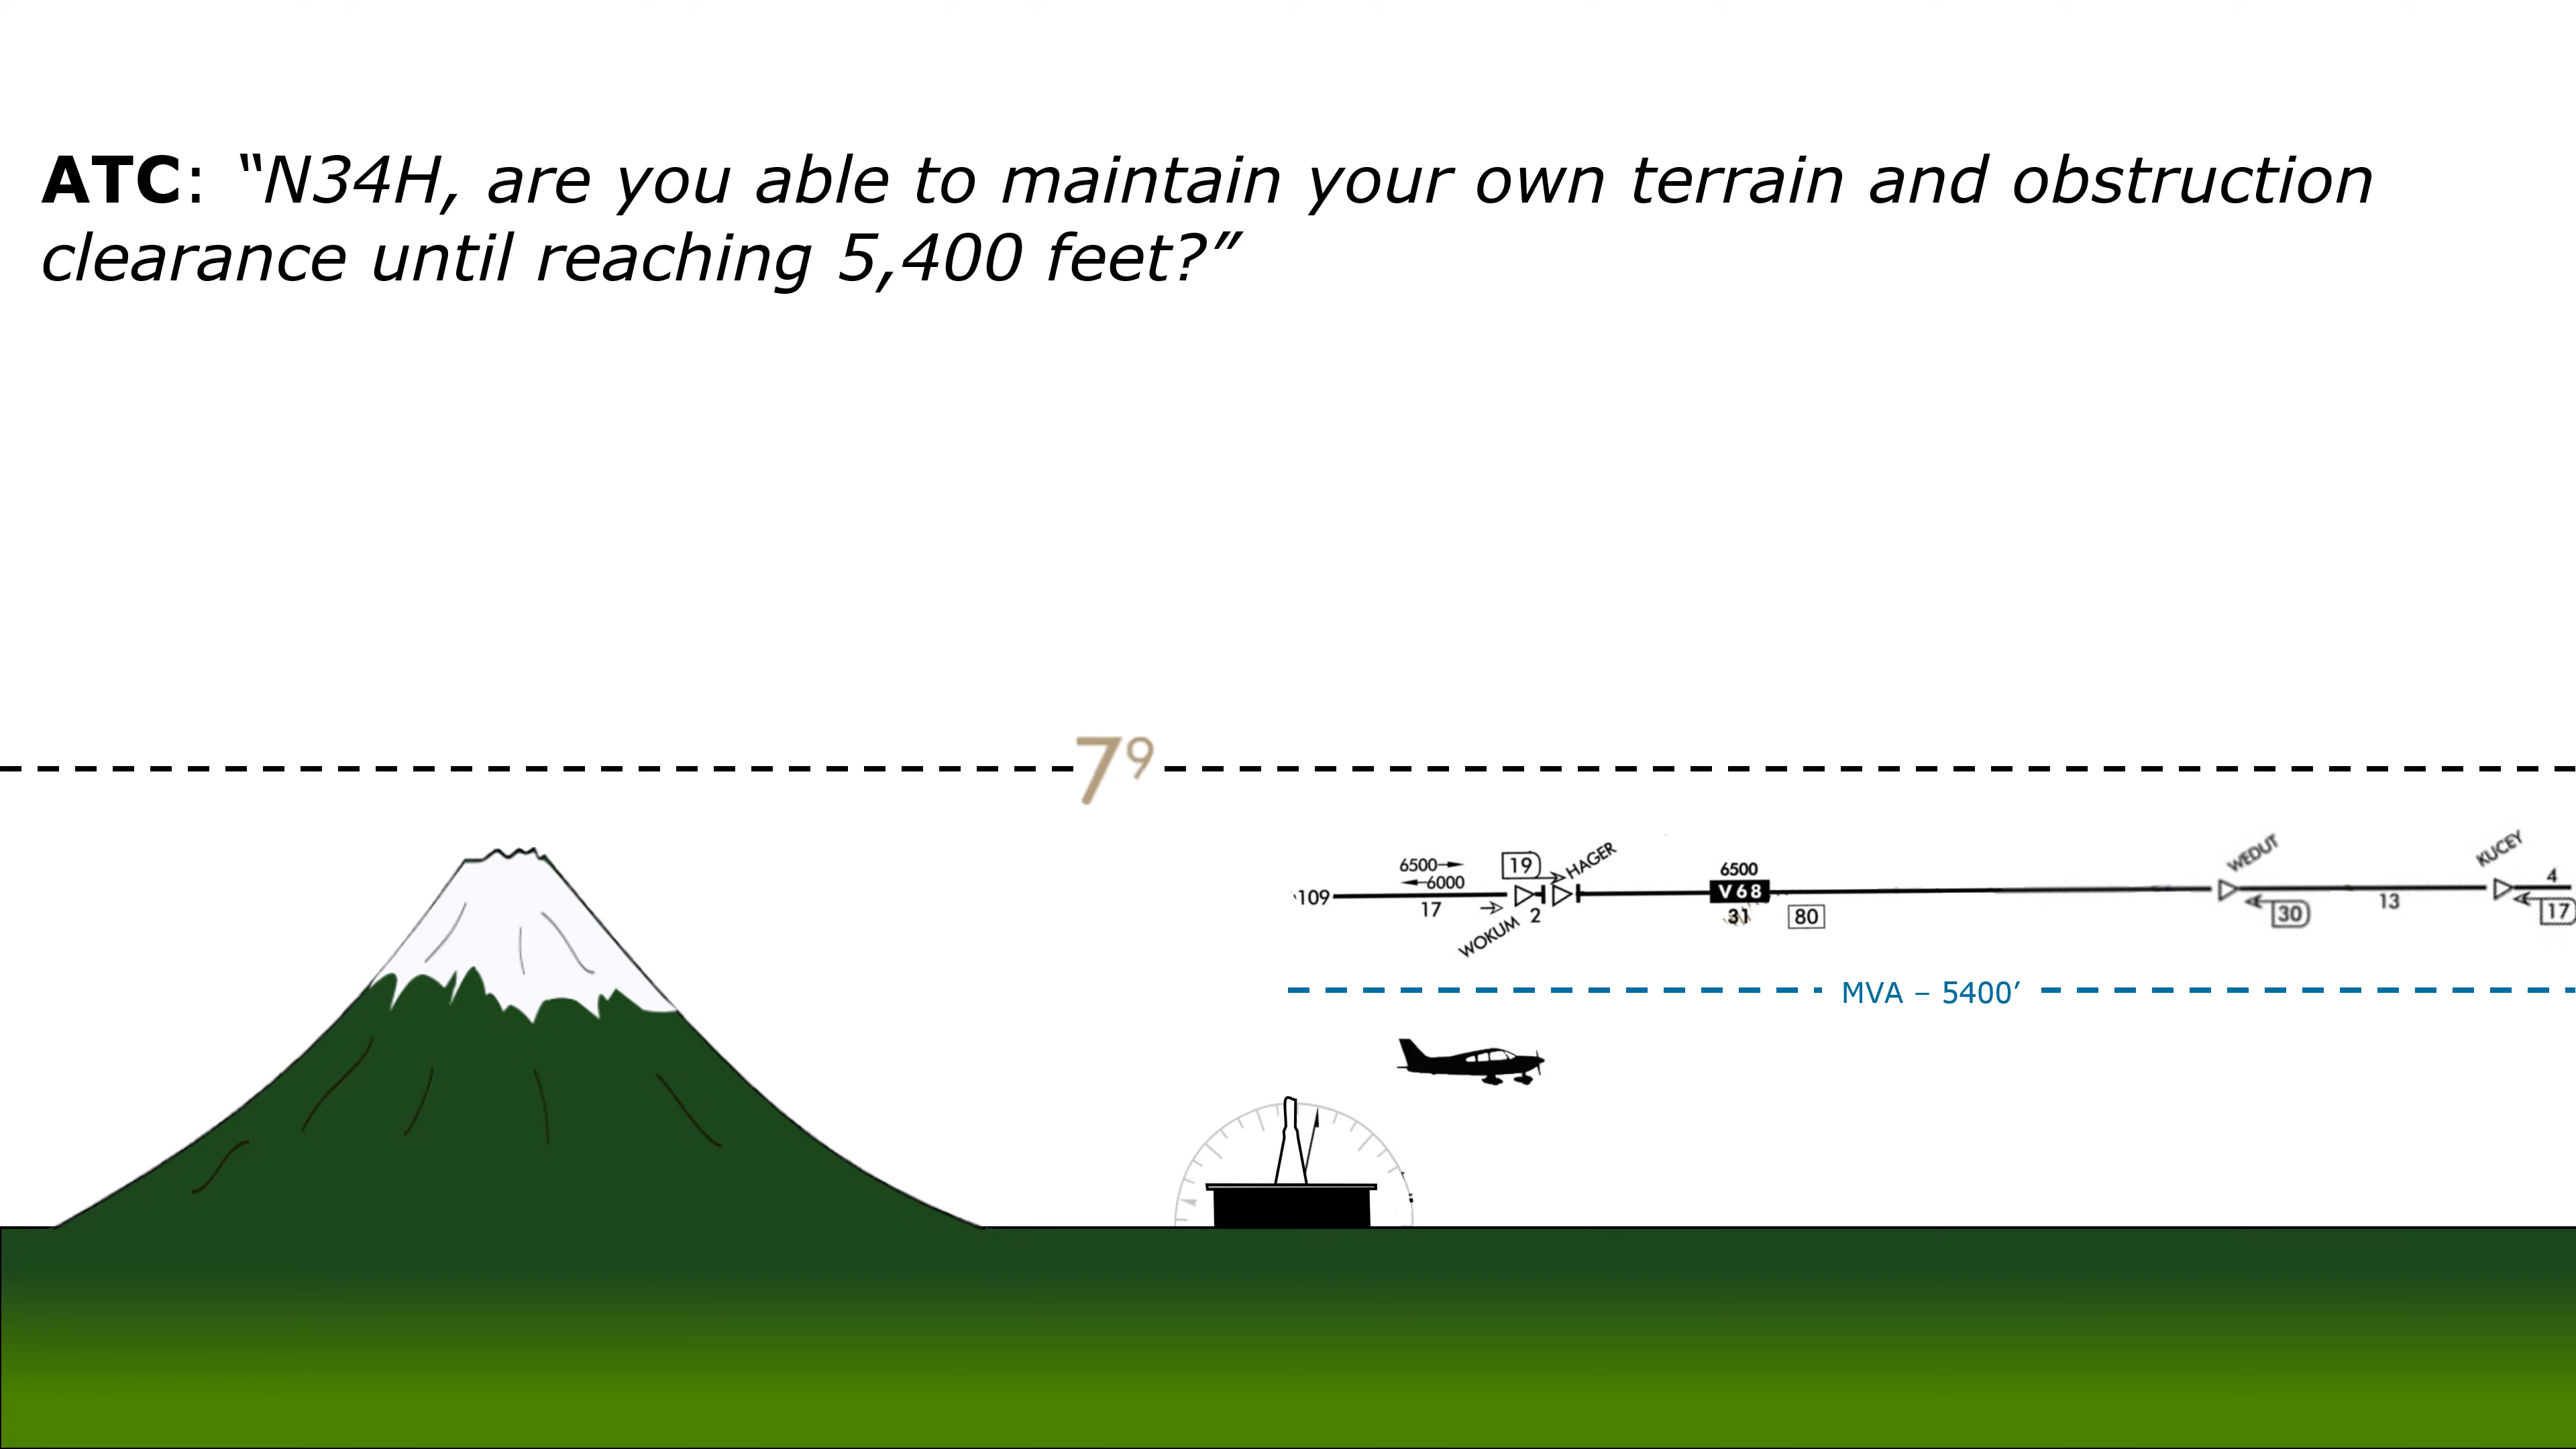 ATC: “N34H, are you able to maintain your own terrain and obstruction
clearance until reaching 5,400 feet?”
7⁹
HAGER
WEDUT
KUCEY
6500
19
6500
4
6000
109
V 68
17
2
31
80
30
13
17
WOKUM
MVA – 5400’